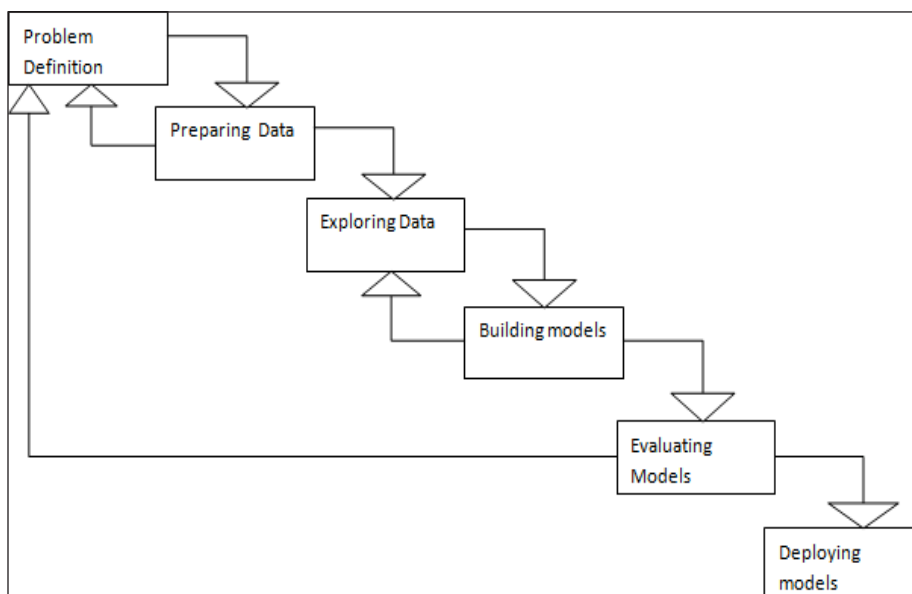 Problem
Definition
Preparing Data
Exploring Data
Building models
Evaluating
Models
Deploying
models